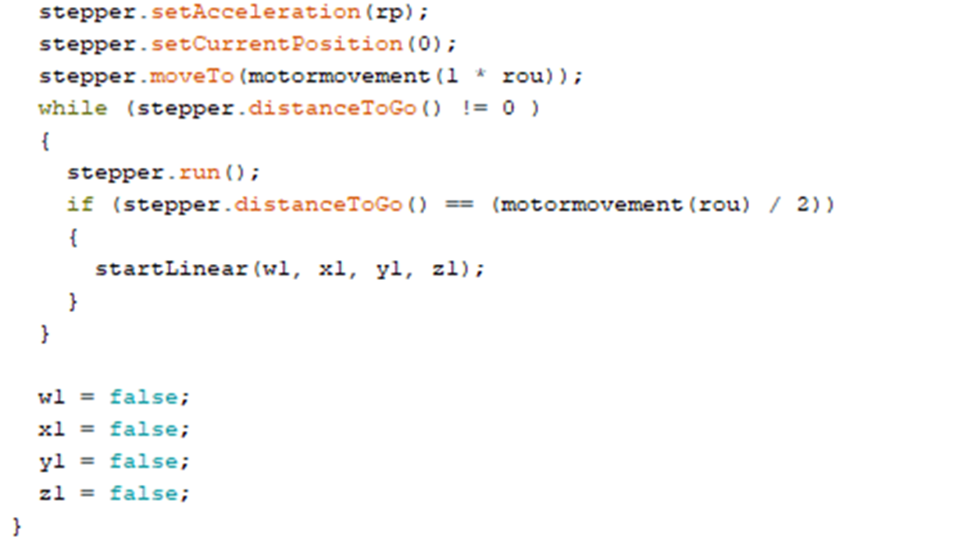 stepper.setAcceleration(rp);
stepper.setCurrentPosition(0);
stepper.moveTo(motormovement(1 * rou));
while (stepper.distanceToGo() != 0 )
{
stepper.run();
if (stepper.distanceToGo() == (motormovement(rou) / 2))
{
startLinear(w1, x1, y1, z1);
}
}
w1 = false;
x1 = false;
y1 = false;
z1 = false;
}